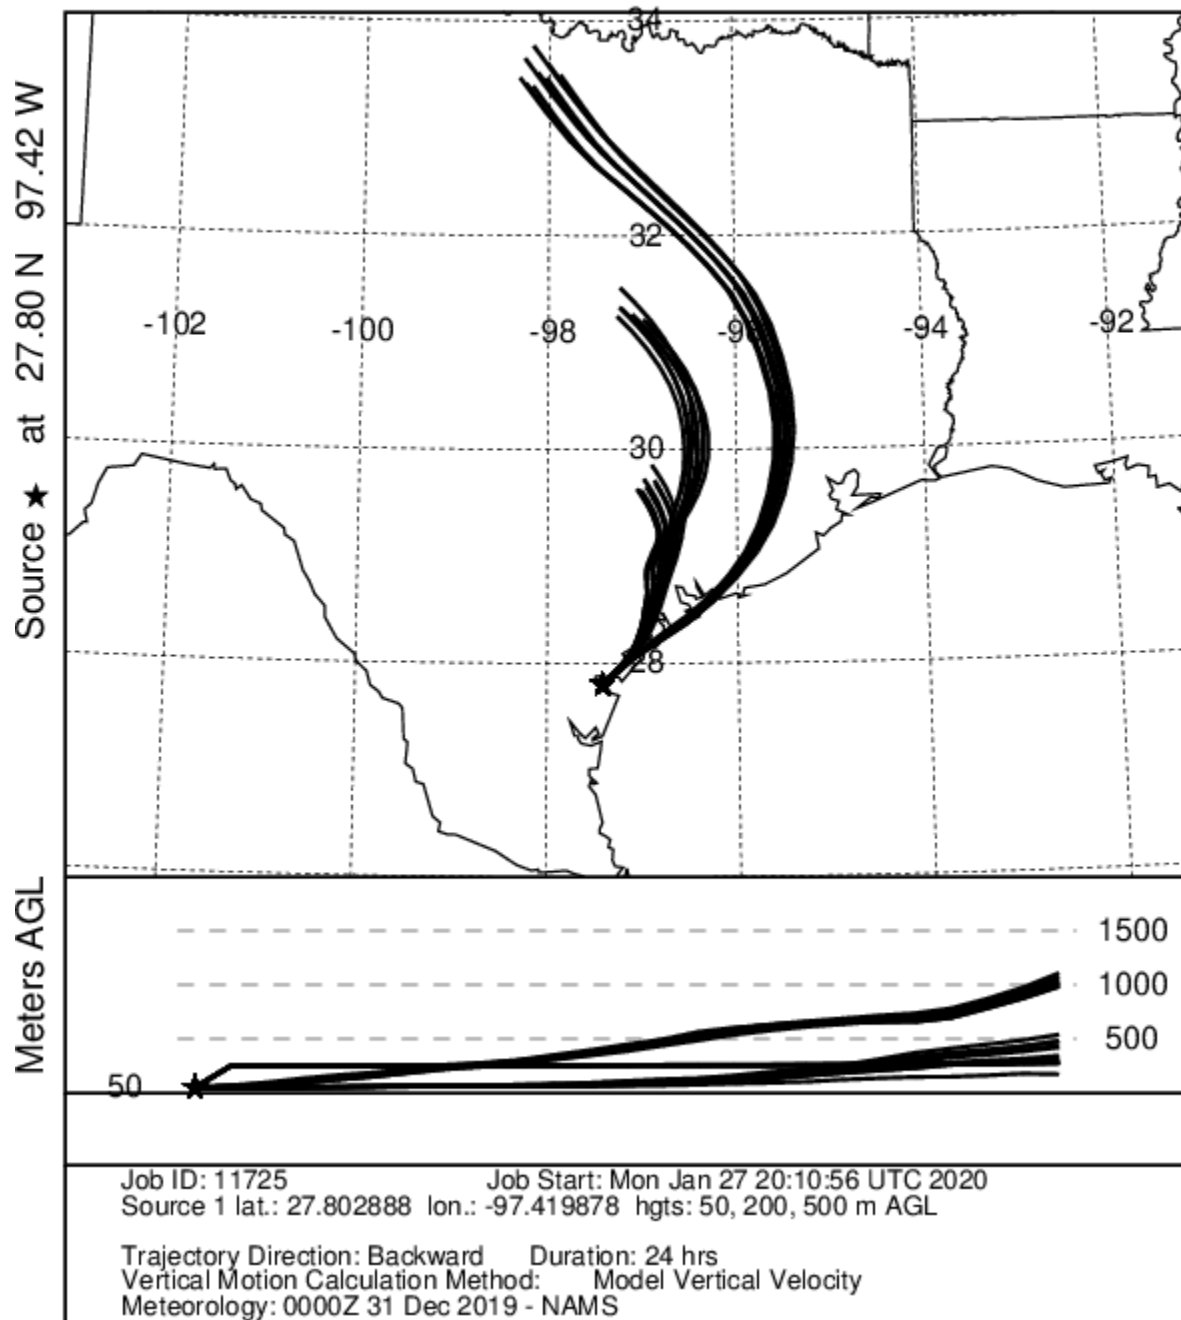 Source ★ at 27.80 N 97.42 W
34
32
-102 -100 -98 -96 -94 -92
30
28
Meters AGL
1500
1000
500
50
Job ID: 11725 Job Start: Mon Jan 27 20:10:56 UTC 2020
Source 1 lat.: 27.802888 lon.: -97.419878 hgts: 50, 200, 500 m AGL
Trajectory Direction: Backward Duration: 24 hrs
Vertical Motion Calculation Method: Model Vertical Velocity
Meteorology: 0000Z 31 Dec 2019 - NAMS